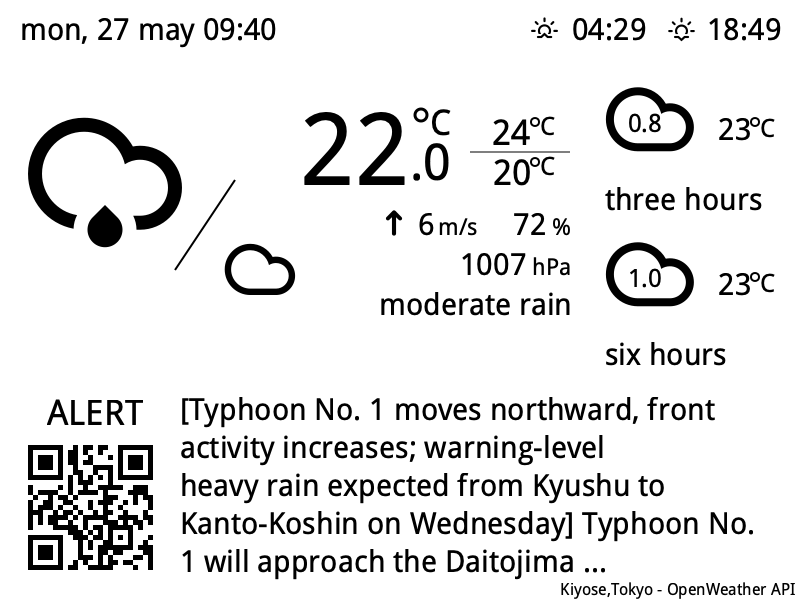 mon, 27 may 09:40
04:29 18:49
22.0 °C
24°C
20°C
0.8 23°C
three hours
6 m/s 72 %
1007 hPa
moderate rain
1.0 23°C
six hours
ALERT
[Typhoon No. 1 moves northward, front
activity increases; warning-level
heavy rain expected from Kyushu to
Kanto-Koshin on Wednesday] Typhoon No.
1 will approach the Daitojima ...
Kiyose,Tokyo - OpenWeather API